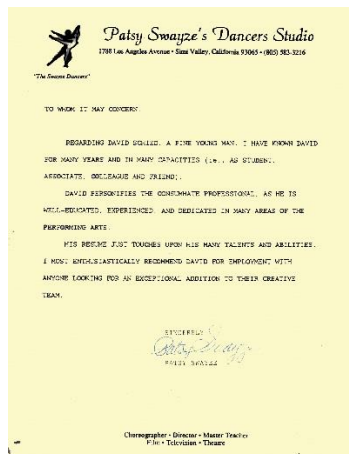 Patsy Swayze's Dancers Studio
1788 Los Angeles Avenue • Simi Valley, California 93065 • (805) 583-3216
"The Swayze Dancers"
TO WHOM IT MAY CONCERN
REGARDING DAVID A FINE YOUNG MAN. I HAVE KNOWN DAVID
FOR MANY YEARS AND IN MANY CAPACITIES (ie., AS STUDENT,
ASSOCIATE, COLLEAGUE AND FRIEND).
DAVID PERSONIFIES THE CONSUMMATE PROFESSIONAL, AS HE IS
WELL-EDUCATED, EXPERIENCED, AND DEDICATED IN MANY AREAS OF THE
PERFORMING ARTS.
HIS RESUME JUST TOUCHES UPON HIS MANY TALENTS AND ABILITIES.
I MOST ENTHUSIASTICALLY RECOMMEND DAVID FOR EMPLOYMENT WITH
ANYONE LOOKING FOR AN EXCEPTIONAL ADDITION TO THEIR CREATIVE
TEAM.
SINCERELY
Patsy Swayze
PATSY SWAYZE
Choreographer • Director • Master Teacher
Film • Television • Theatre